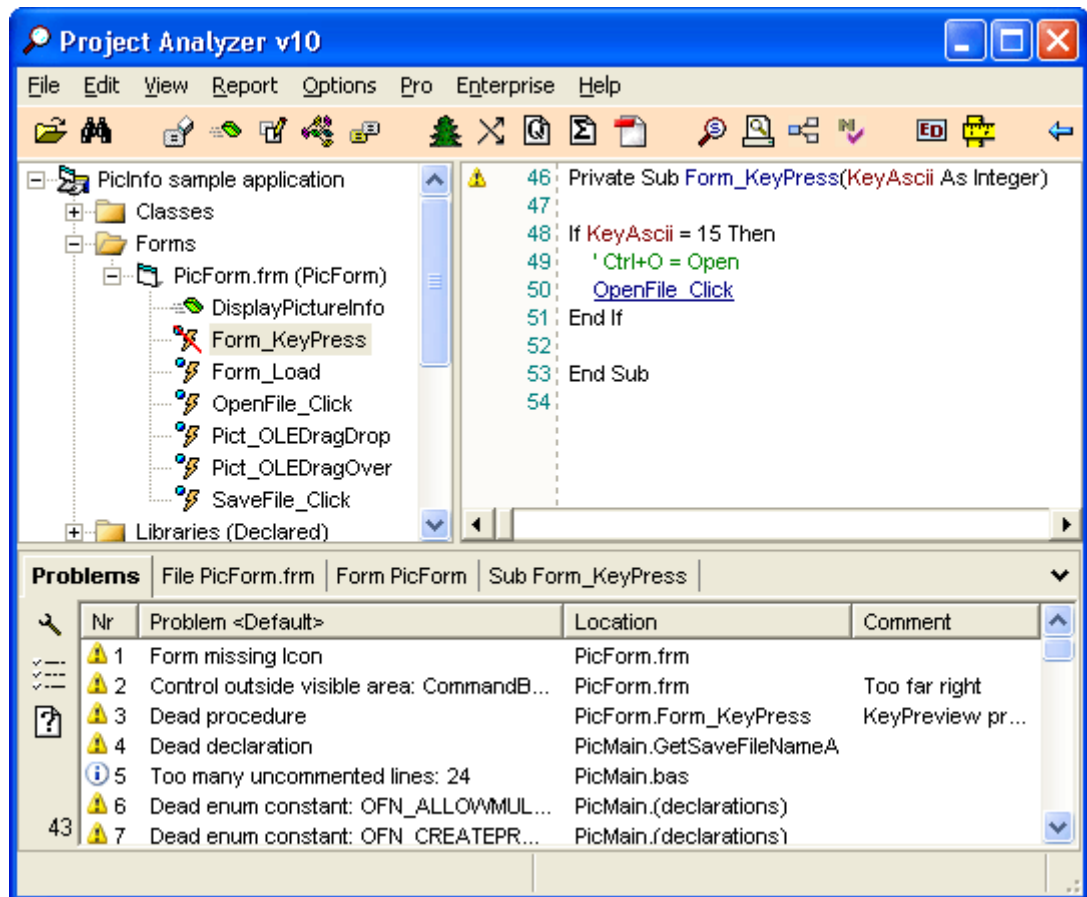 Project Analyzer v10
File Edit View Report Options Pro Enterprise Help
PicInfo sample application
Classes
Forms
PicForm.frm (PicForm)
DisplayPictureInfo
Form_KeyPress
Form_Load
OpenFile_Click
Pict_OLEDragDrop
Pict_OLEDragOver
SaveFile_Click
Libraries (Declared)
46 Private Sub Form_KeyPress(KeyAscii As Integer)
47
48 If KeyAscii = 15 Then
49 ' Ctrl+O = Open
50 OpenFile_Click
51 End If
52
53 End Sub
54
Problems File PicForm.frm Form PicForm Sub Form_KeyPress
Nr Problem <Default> Location Comment
1 Form missing Icon PicForm.frm
2 Control outside visible area: CommandB... PicForm.frm Too far right
3 Dead procedure PicForm.Form_KeyPress KeyPreview pr...
4 Dead declaration PicMain.GetSaveFileNameA
5 Too many uncommented lines: 24 PicMain.bas
6 Dead enum constant: OFN_ALLOWMUL... PicMain.(declarations)
7 Dead enum constant: OFN_CREATEPR... PicMain.(declarations)
43